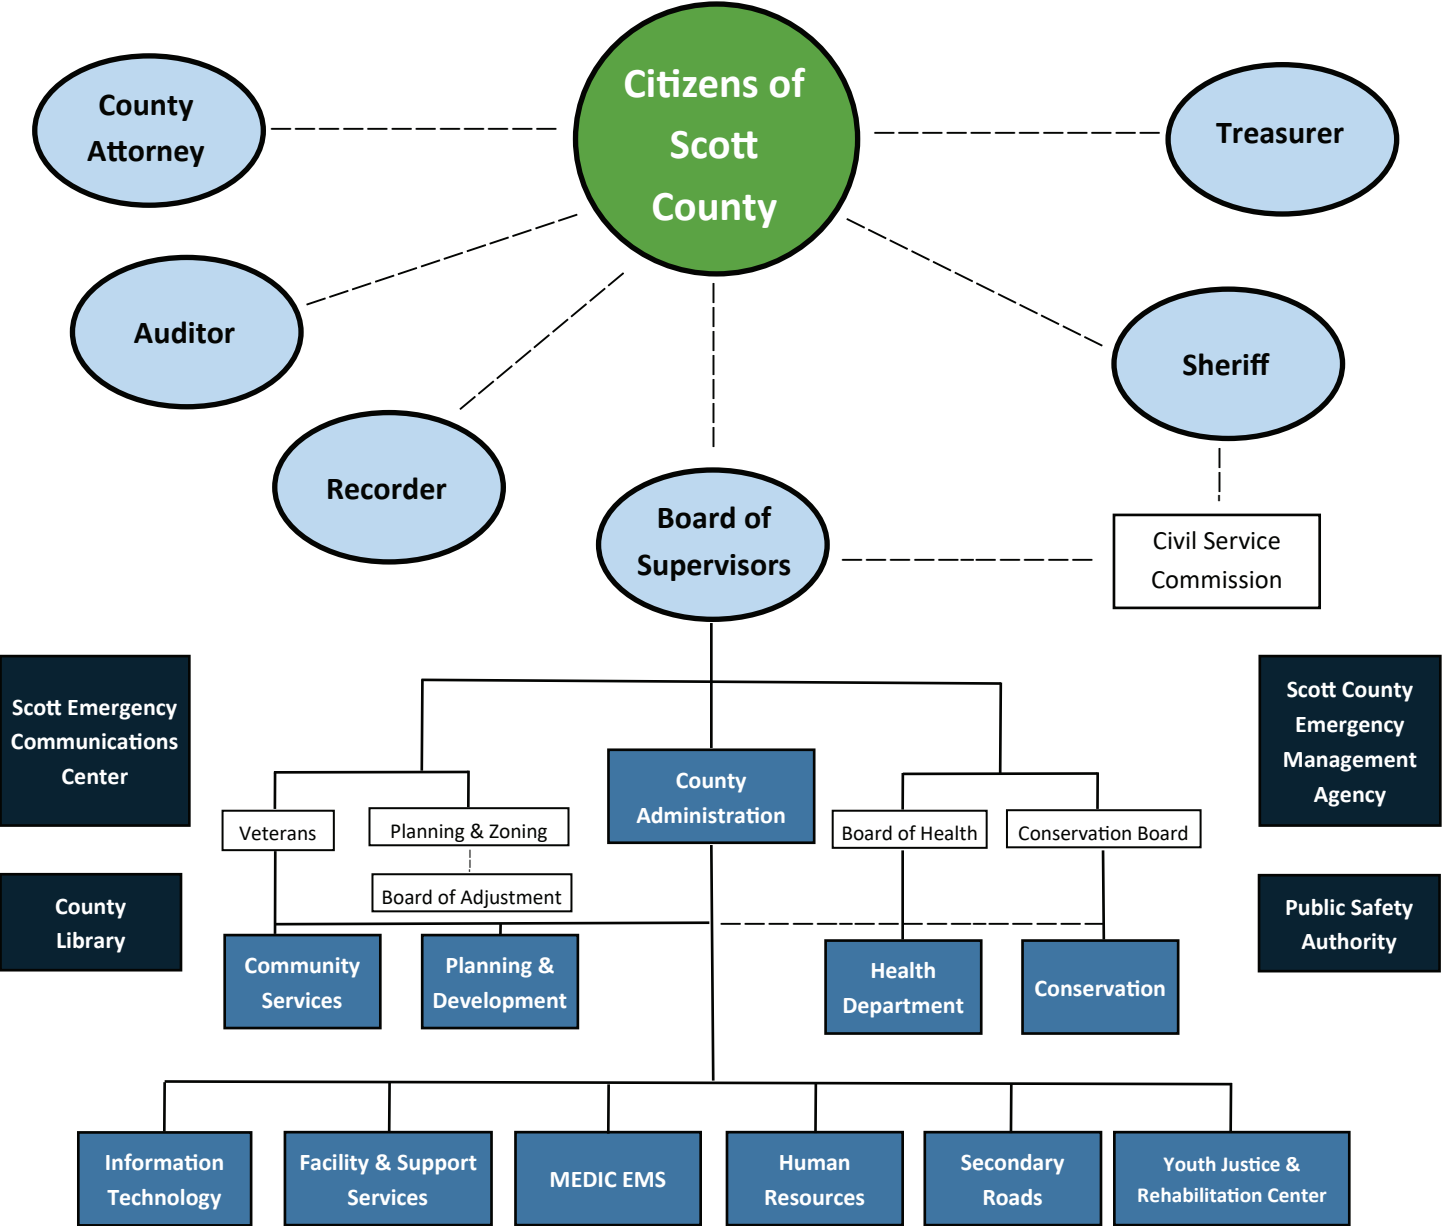 Citizens of
Scott
County
County
Attorney
Treasurer
Auditor
Sheriff
Recorder
Board of
Supervisors
Civil Service
Commission
Scott Emergency
Communications
Center
Scott County
Emergency
Management
Agency
County
Administration
Veterans
Planning & Zoning
Board of Health
Conservation Board
Board of Adjustment
County
Library
Public Safety
Authority
Community
Services
Planning &
Development
Health
Department
Conservation
Information
Technology
Facility & Support
Services
MEDIC EMS
Human
Resources
Secondary
Roads
Youth Justice &
Rehabilitation Center